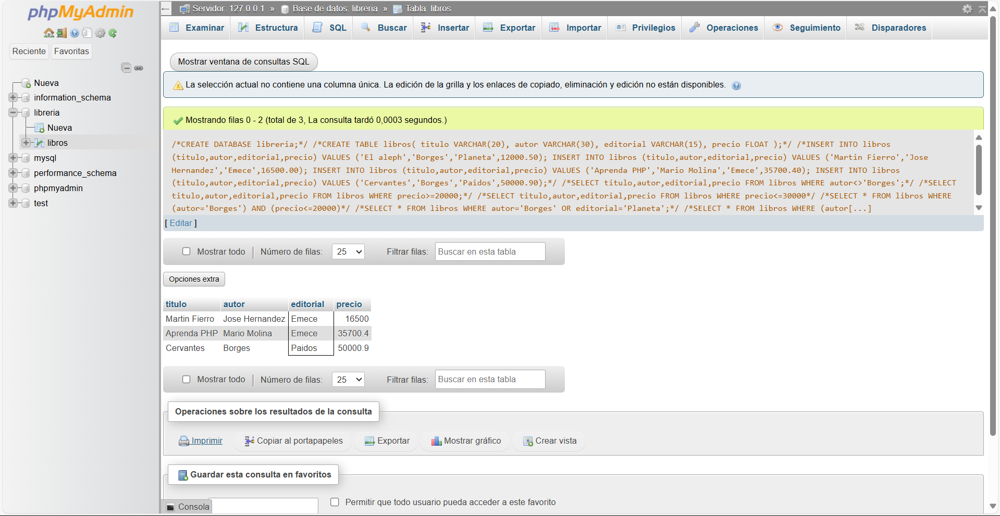 phpMyAdmin
Reciente Favoritas
Nueva
information_schema
libreria
Nueva
libros
mysql
performance_schema
phpmyadmin
test
Servidor: 127.0.0.1 » Base de datos: libreria » Tabla: libros
Examinar Estructura SQL Buscar Insertar Exportar Importar Privilegios Operaciones Seguimiento Disparadores
Mostrar ventana de consultas SQL
La selección actual no contiene una columna única. La edición de la grilla y los enlaces de copiado, eliminación y edición no están disponibles.
Mostrando filas 0 - 2 (total de 3, La consulta tardó 0,0003 segundos.)
/*CREATE DATABASE libreria;*/ /*CREATE TABLE libros( titulo VARCHAR(20), autor VARCHAR(30), editorial VARCHAR(15), precio FLOAT );*/ /*INSERT INTO libros
(titulo,autor,editorial,precio) VALUES ('El aleph','Borges','Planeta',12000.50); INSERT INTO libros (titulo,autor,editorial,precio) VALUES ('Martin Fierro','Jose
Hernandez','Emece',16500.00); INSERT INTO libros (titulo,autor,editorial,precio) VALUES ('Aprenda PHP','Mario Molina','Emece',35700.40); INSERT INTO libros
(titulo,autor,editorial,precio) VALUES ('Cervantes','Borges','Paidos',50000.90);*/ /*SELECT titulo,autor,editorial,precio FROM libros WHERE autor<>'Borges';*/ /*SELECT
titulo,autor,editorial,precio FROM libros WHERE precio>=20000;*/ /*SELECT titulo,autor,editorial,precio FROM libros WHERE precio<=30000*/ /*SELECT * FROM libros WHERE
(autor='Borges') AND (precio<=20000)*/ /*SELECT * FROM libros WHERE autor='Borges' OR editorial='Planeta';*/ /*SELECT * FROM libros WHERE (autor[...]
[ Editar ]
Mostrar todo | Número de filas: 25 Filtrar filas: Buscar en esta tabla
Opciones extra
titulo autor editorial precio
Martin Fierro Jose Hernandez Emece 16500
Aprenda PHP Mario Molina Emece 35700.4
Cervantes Borges Paidos 50000.9
Mostrar todo | Número de filas: 25 Filtrar filas: Buscar en esta tabla
Operaciones sobre los resultados de la consulta
Imprimir Copiar al portapapeles Exportar Mostrar gráfico Crear vista
Guardar esta consulta en favoritos
Consola Permitir que todo usuario pueda acceder a este favorito